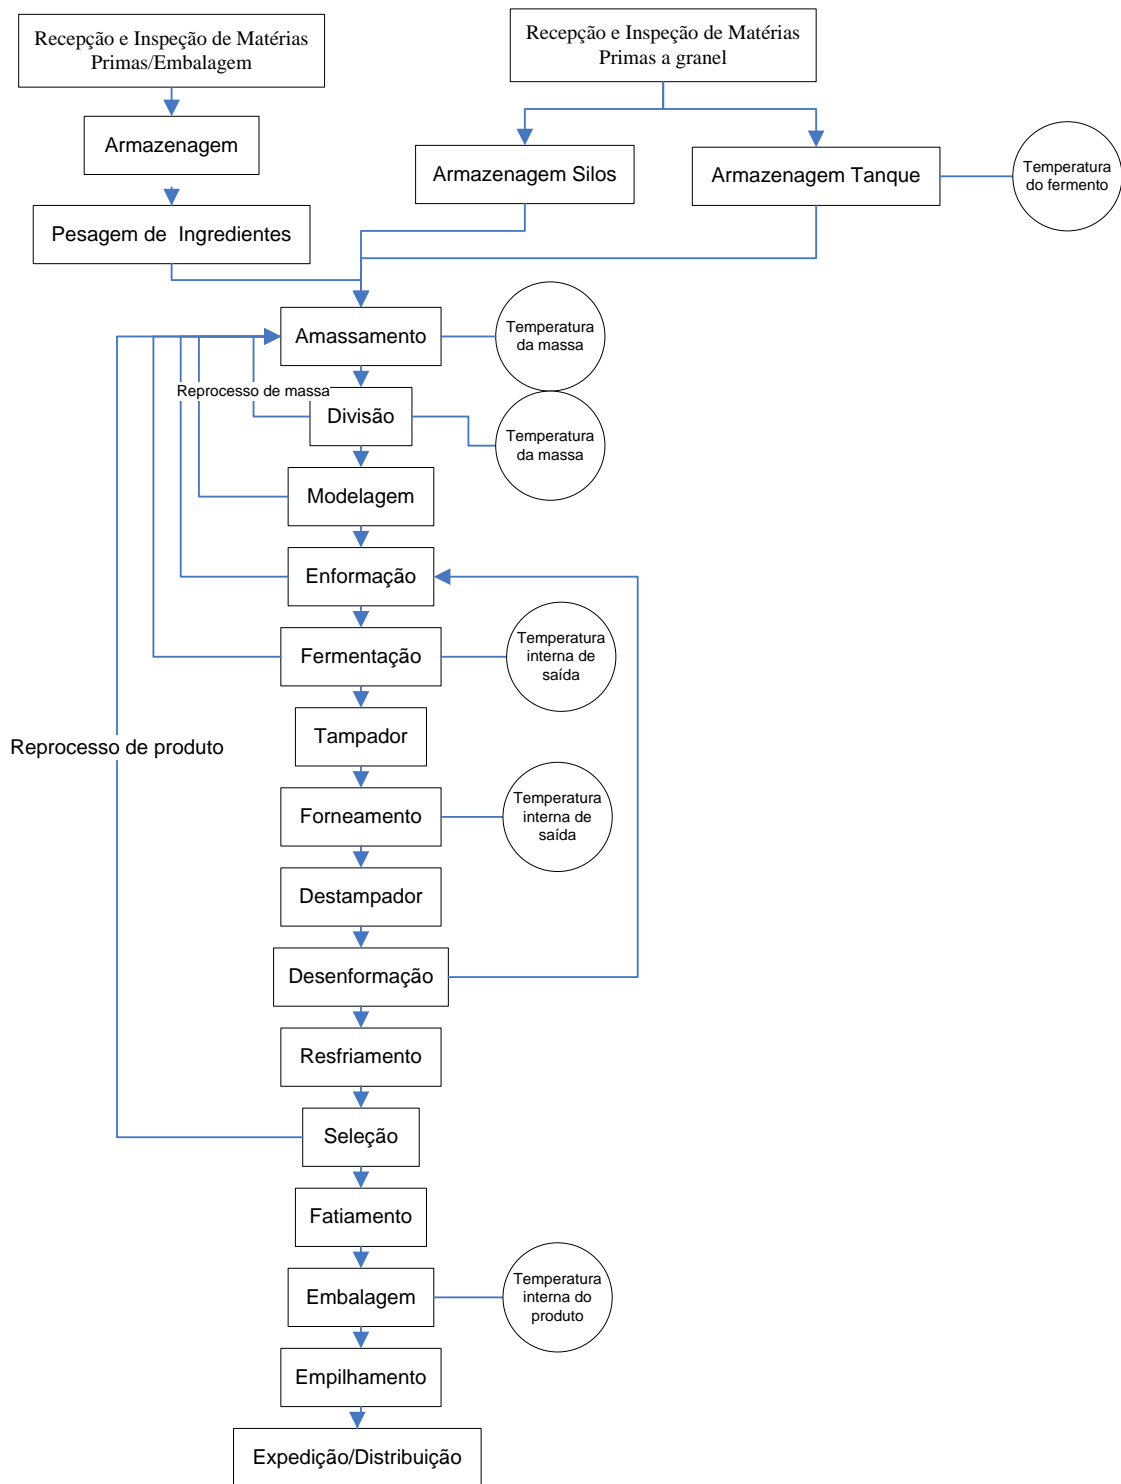 Recepção e Inspeção de Matérias
Primas/Embalagem
Recepção e Inspeção de Matérias
Primas a granel
Armazenagem
Armazenagem Silos
Armazenagem Tanque
Temperatura
do fermento
Pesagem de Ingredientes
Amassamento
Temperatura
da massa
Reprocesso de massa
Divisão
Temperatura
da massa
Modelagem
Enformação
Fermentação
Temperatura
interna de
saída
Tampador
Reprocesso de produto
Forneamento
Temperatura
interna de
saída
Destampador
Desenformação
Resfriamento
Seleção
Fatiamento
Embalagem
Temperatura
interna do
produto
Empilhamento
Expedição/Distribuição